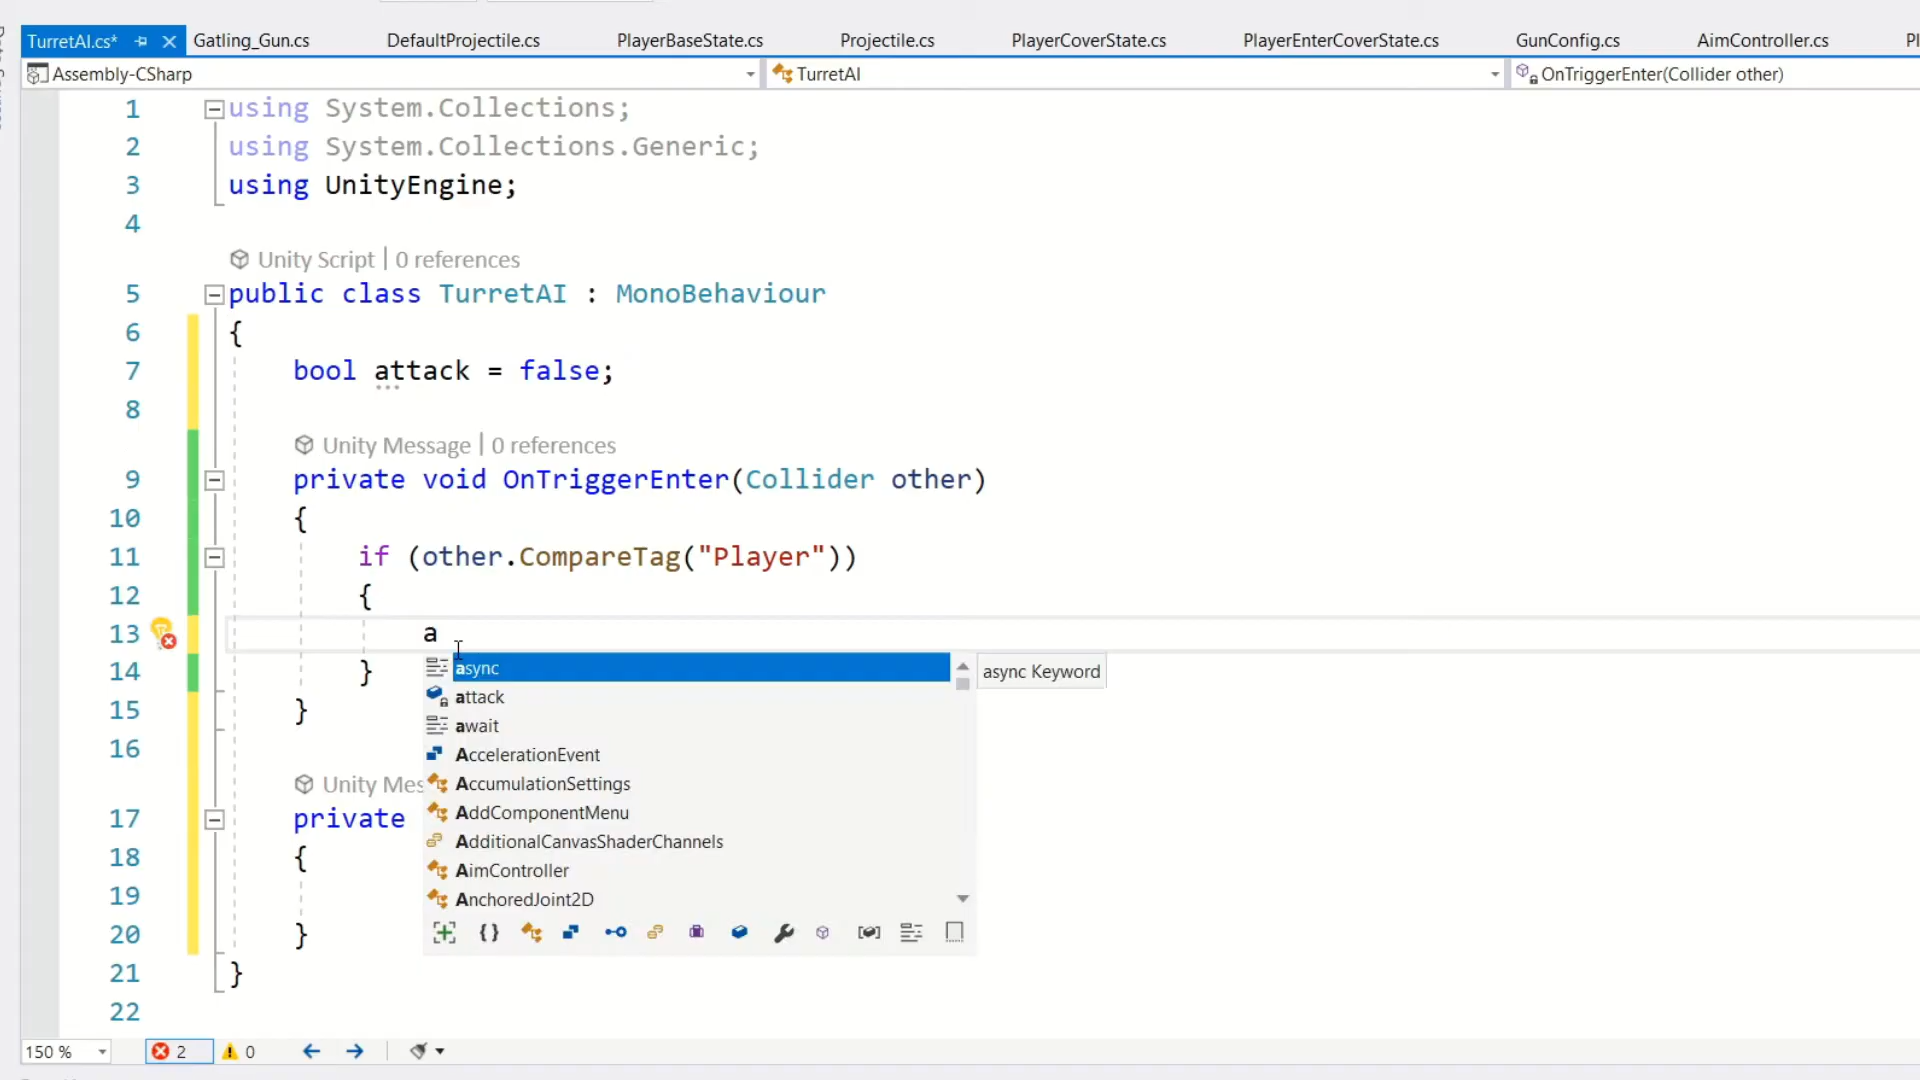 TurretAI.cs* Gatling_Gun.cs DefaultProjectile.cs PlayerBaseState.cs Projectile.cs PlayerCoverState.cs PlayerEnterCoverState.cs GunConfig.cs AimController.cs Pl
Assembly-CSharp TurretAI OnTriggerEnter(Collider other)
1 using System.Collections;
2 using System.Collections.Generic;
3 using UnityEngine;
4
Unity Script | 0 references
5 public class TurretAI : MonoBehaviour
6 {
7 bool attack = false;
8
Unity Message | 0 references
9 private void OnTriggerEnter(Collider other)
10 {
11 if (other.CompareTag("Player"))
12 {
13 a
14 }
15 }
16
Unity Mes
17 private
18 {
19
20 }
21 }
22
async
attack
await
AccelerationEvent
AccumulationSettings
AddComponentMenu
AdditionalCanvasShaderChannels
AimController
AnchoredJoint2D
async Keyword
150 % 2 0